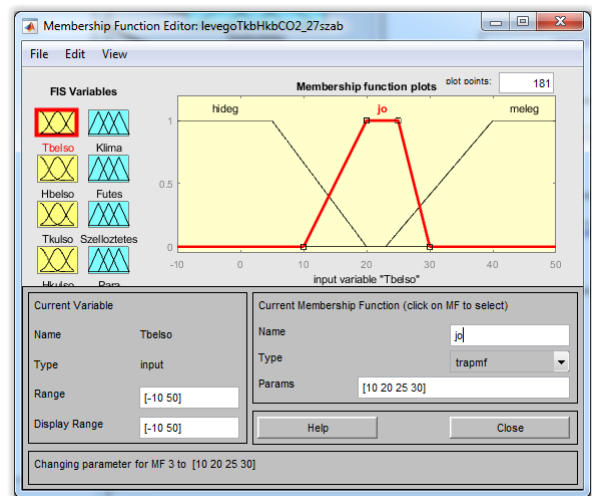 Membership Function Editor: levegoTkbHkbCO2_27szab
File Edit View
FIS Variables
Membership function plots
plot points:
181
hideg
jo
meleg
1
0.5
0
-10 0 10 20 30 40 50
input variable "Tbelso"
Tbelso Klima
Hbelso Futes
Tkulso Szelloztetes
Hkulso Para
Current Variable
Name Tbelso
Type input
Range [-10 50]
Display Range [-10 50]
Current Membership Function (click on MF to select)
Name jo
Type trapmf
Params [10 20 25 30]
Help Close
Changing parameter for MF 3 to [10 20 25 30]